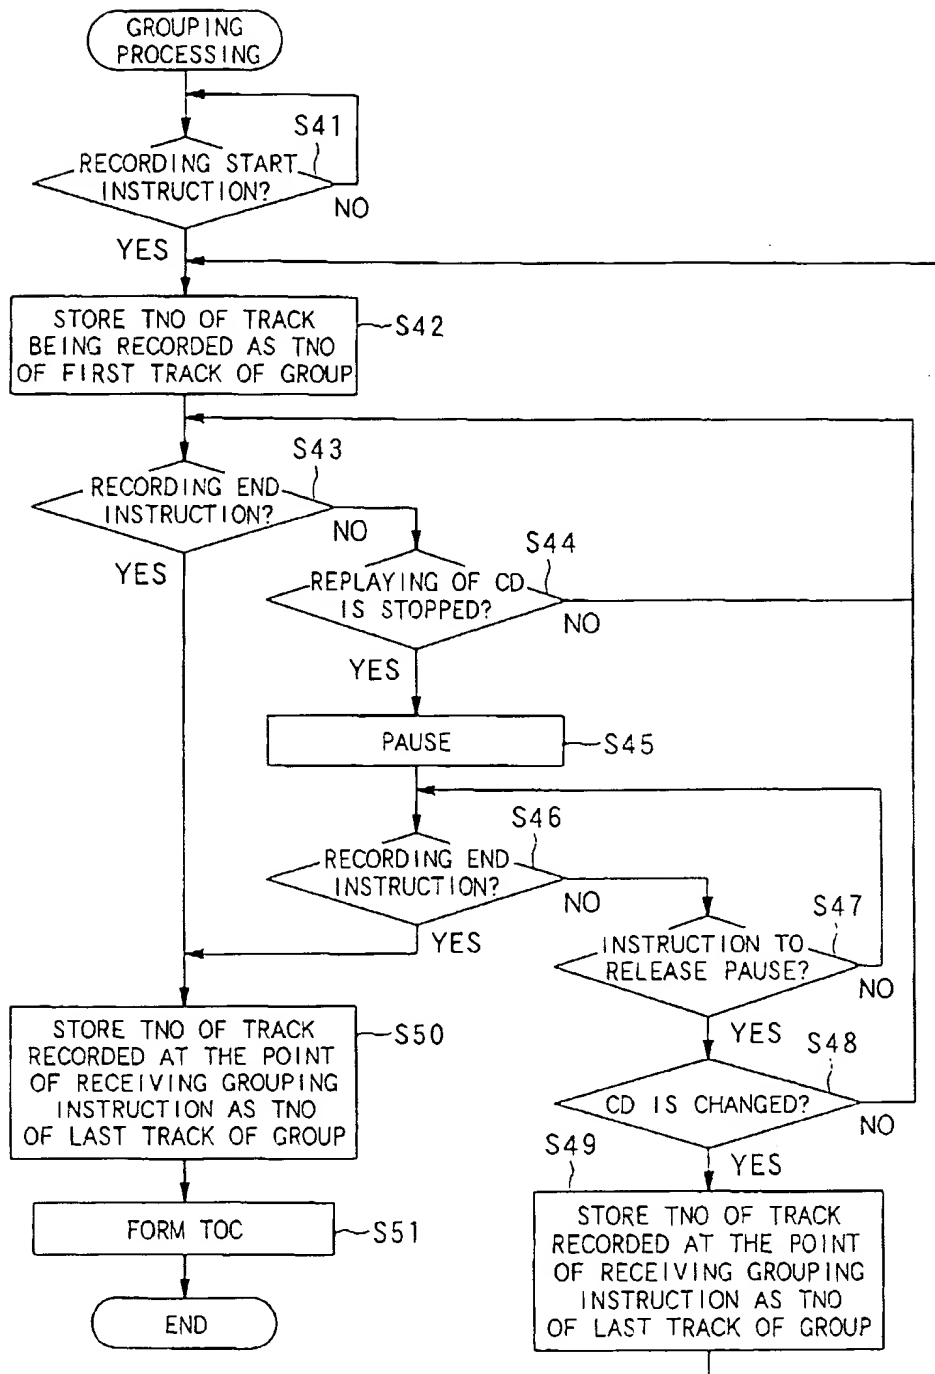 GROUPING
PROCESSING
S41
RECORDING START
INSTRUCTION?
NO
YES
STORE TNO OF TRACK
BEING RECORDED AS TNO
OF FIRST TRACK OF GROUP
S42
S43
RECORDING END
INSTRUCTION?
NO
YES
S44
REPLAYING OF CD
IS STOPPED?
NO
YES
PAUSE
S45
S46
RECORDING END
INSTRUCTION?
NO
YES
S47
INSTRUCTION TO
RELEASE PAUSE?
NO
YES
S48
CD IS CHANGED?
NO
YES
STORE TNO OF TRACK
RECORDED AT THE POINT
OF RECEIVING GROUPING
INSTRUCTION AS TNO
OF LAST TRACK OF GROUP
S50
S49
STORE TNO OF TRACK
RECORDED AT THE POINT
OF RECEIVING GROUPING
INSTRUCTION AS TNO
OF LAST TRACK OF GROUP
FORM TOC
S51
END